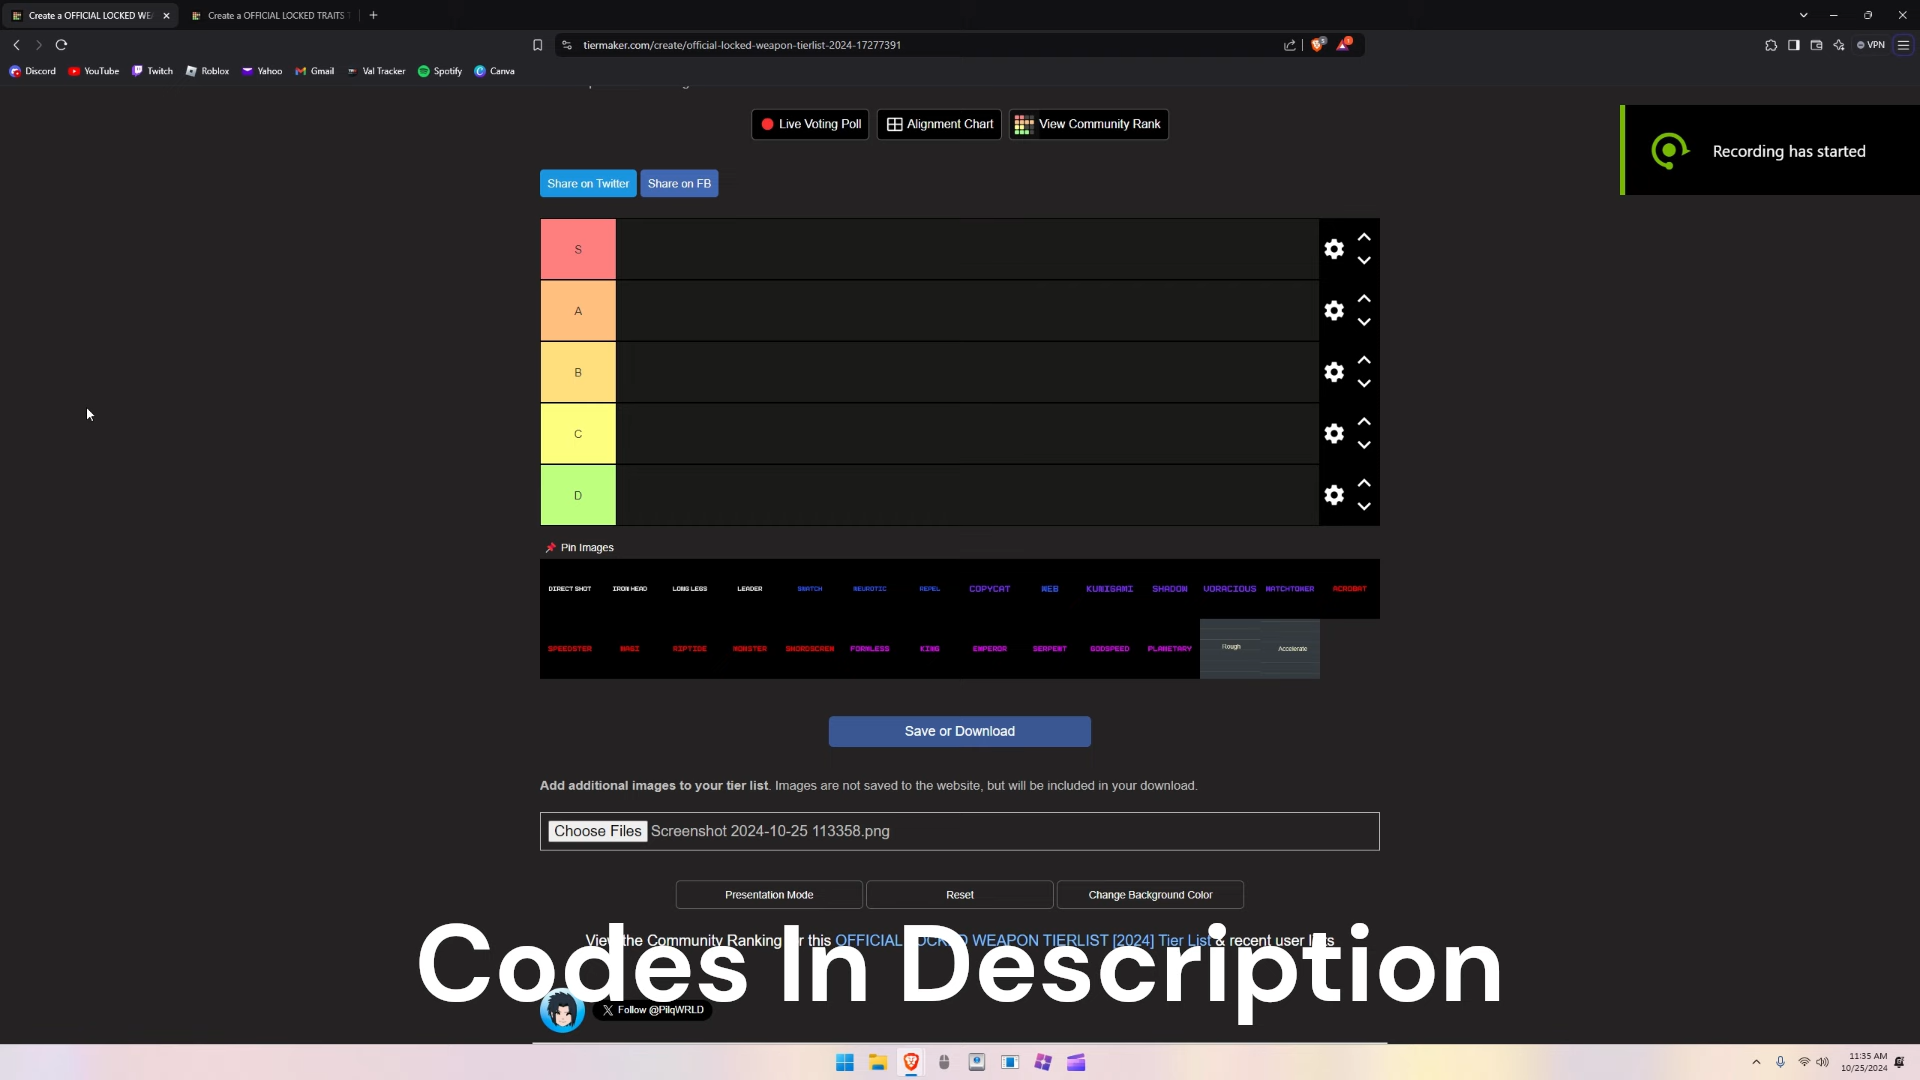 Create a OFFICIAL LOCKED WE
Create a OFFICIAL LOCKED TRAITS
tiermaker.com/create/official-locked-weapon-tierlist-2024-17277391
VPN
Discord YouTube Twitch Roblox Yahoo Gmail Val Tracker Spotify Canva
Live Voting Poll Alignment Chart View Community Rank
Recording has started
Share on Twitter Share on FB
S
A
B
C
D
Pin Images
DIRECT SHOT IRON HEAD LONG LEGS LEADER SNATCH NEUROTIC REPEL COPYCAT WEB KUNIGAMI SHADOW VORACIOUS WATCHTOWER ACROBAT
SPEEDSTER NAGI RIPTIDE MONSTER FORMLESS KING EMPEROR SERPENT GODSPEED PLANETARY Rough Accelerate
Save or Download
Add additional images to your tier list. Images are not saved to the website, but will be included in your download.
Choose Files Screenshot 2024-10-25 113358.png
Presentation Mode Reset Change Background Color
View the Community Ranking for this OFFICIAL LOCKED WEAPON TIERLIST [2024] Tier List & recent user lists
Codes In Description
Follow @PilqWRLD
11:35 AM
10/25/2024